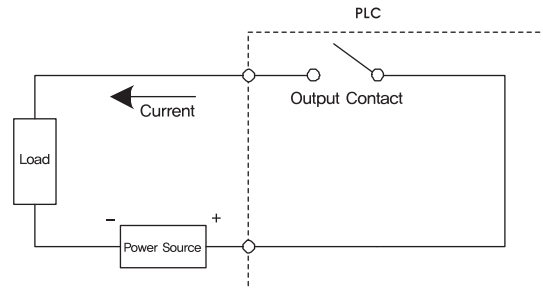 PLC
Output Contact
Current
Load
– +
Power Source